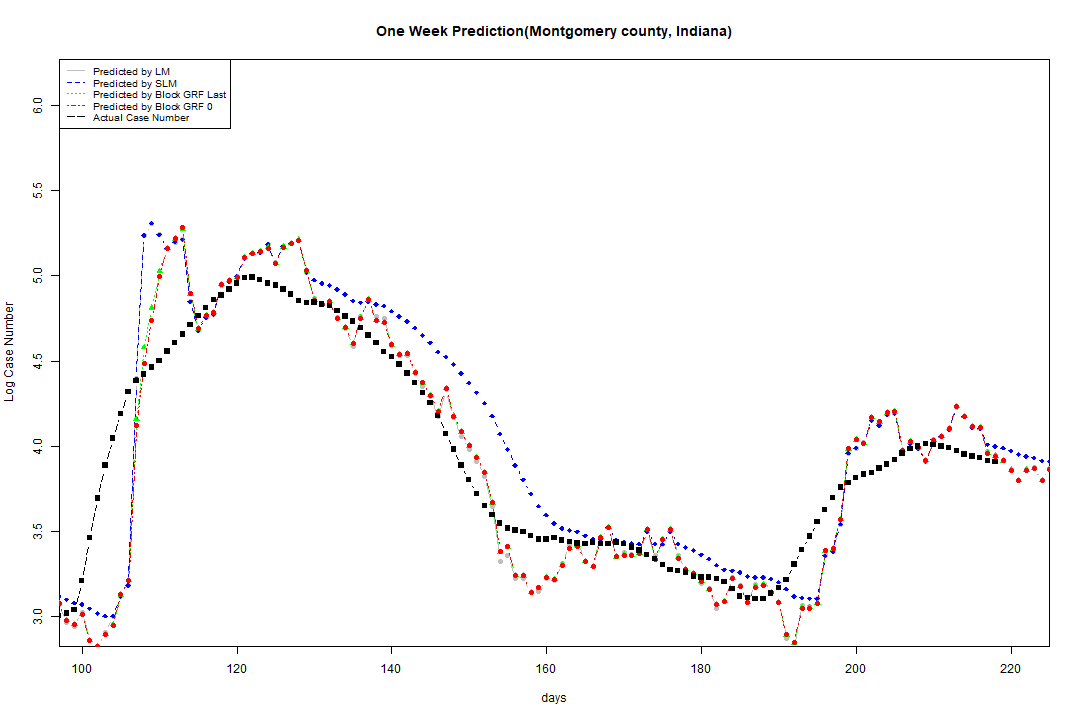 One Week Prediction(Montgomery county, Indiana)
Predicted by LM
Predicted by SLM
Predicted by Block GRF Last
Predicted by Block GRF 0
Actual Case Number
6.0
5.5
5.0
4.5
4.0
3.5
3.0
Log Case Number
100 120 140 160 180 200 220
days